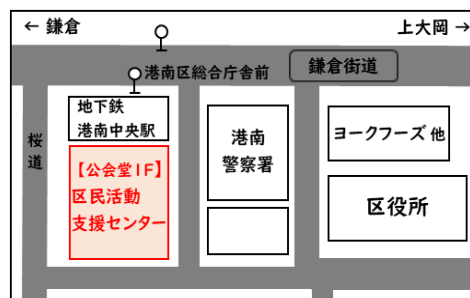 ← 鎌倉
上大岡 →
港南区総合庁舎前
鎌倉街道
桜道
地下鉄
港南中央駅
【公会堂1F】
区民活動
支援センター
港南
警察署
ヨークフーズ 他
区役所